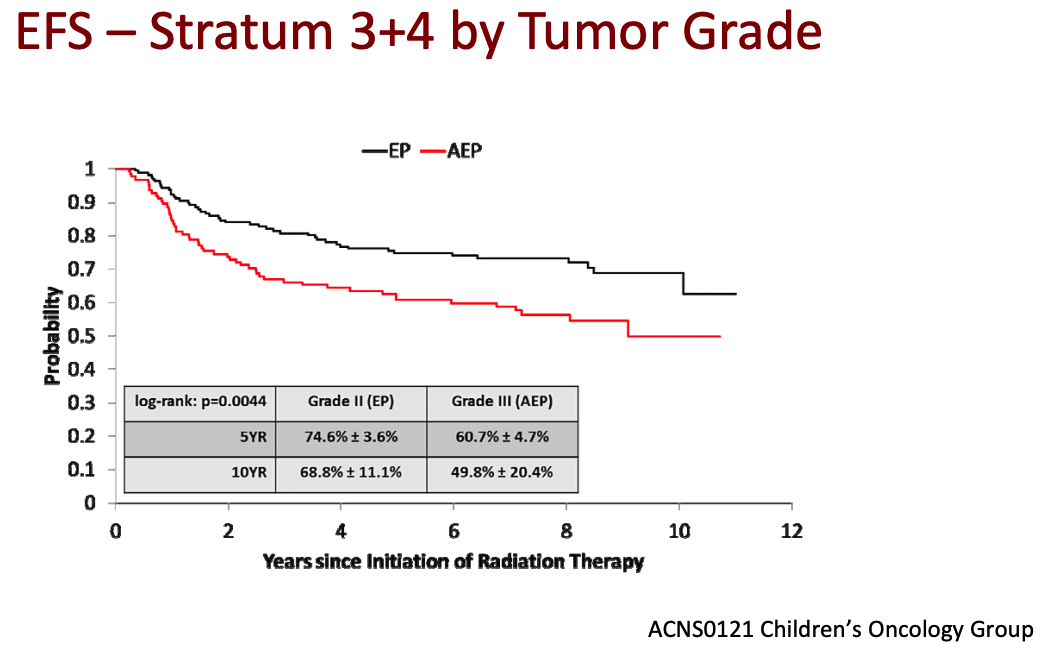 EFS – Stratum 3+4 by Tumor Grade
EP AEP
1
0.9
0.8
0.7
0.6
0.5
0.4
0.3
0.2
0.1
0
Probability
log-rank: p=0.0044 Grade II (EP) Grade III (AEP)
5YR 74.6% ± 3.6% 60.7% ± 4.7%
10YR 68.8% ± 11.1% 49.8% ± 20.4%
0 2 4 6 8 10 12
Years since Initiation of Radiation Therapy
ACNS0121 Children’s Oncology Group